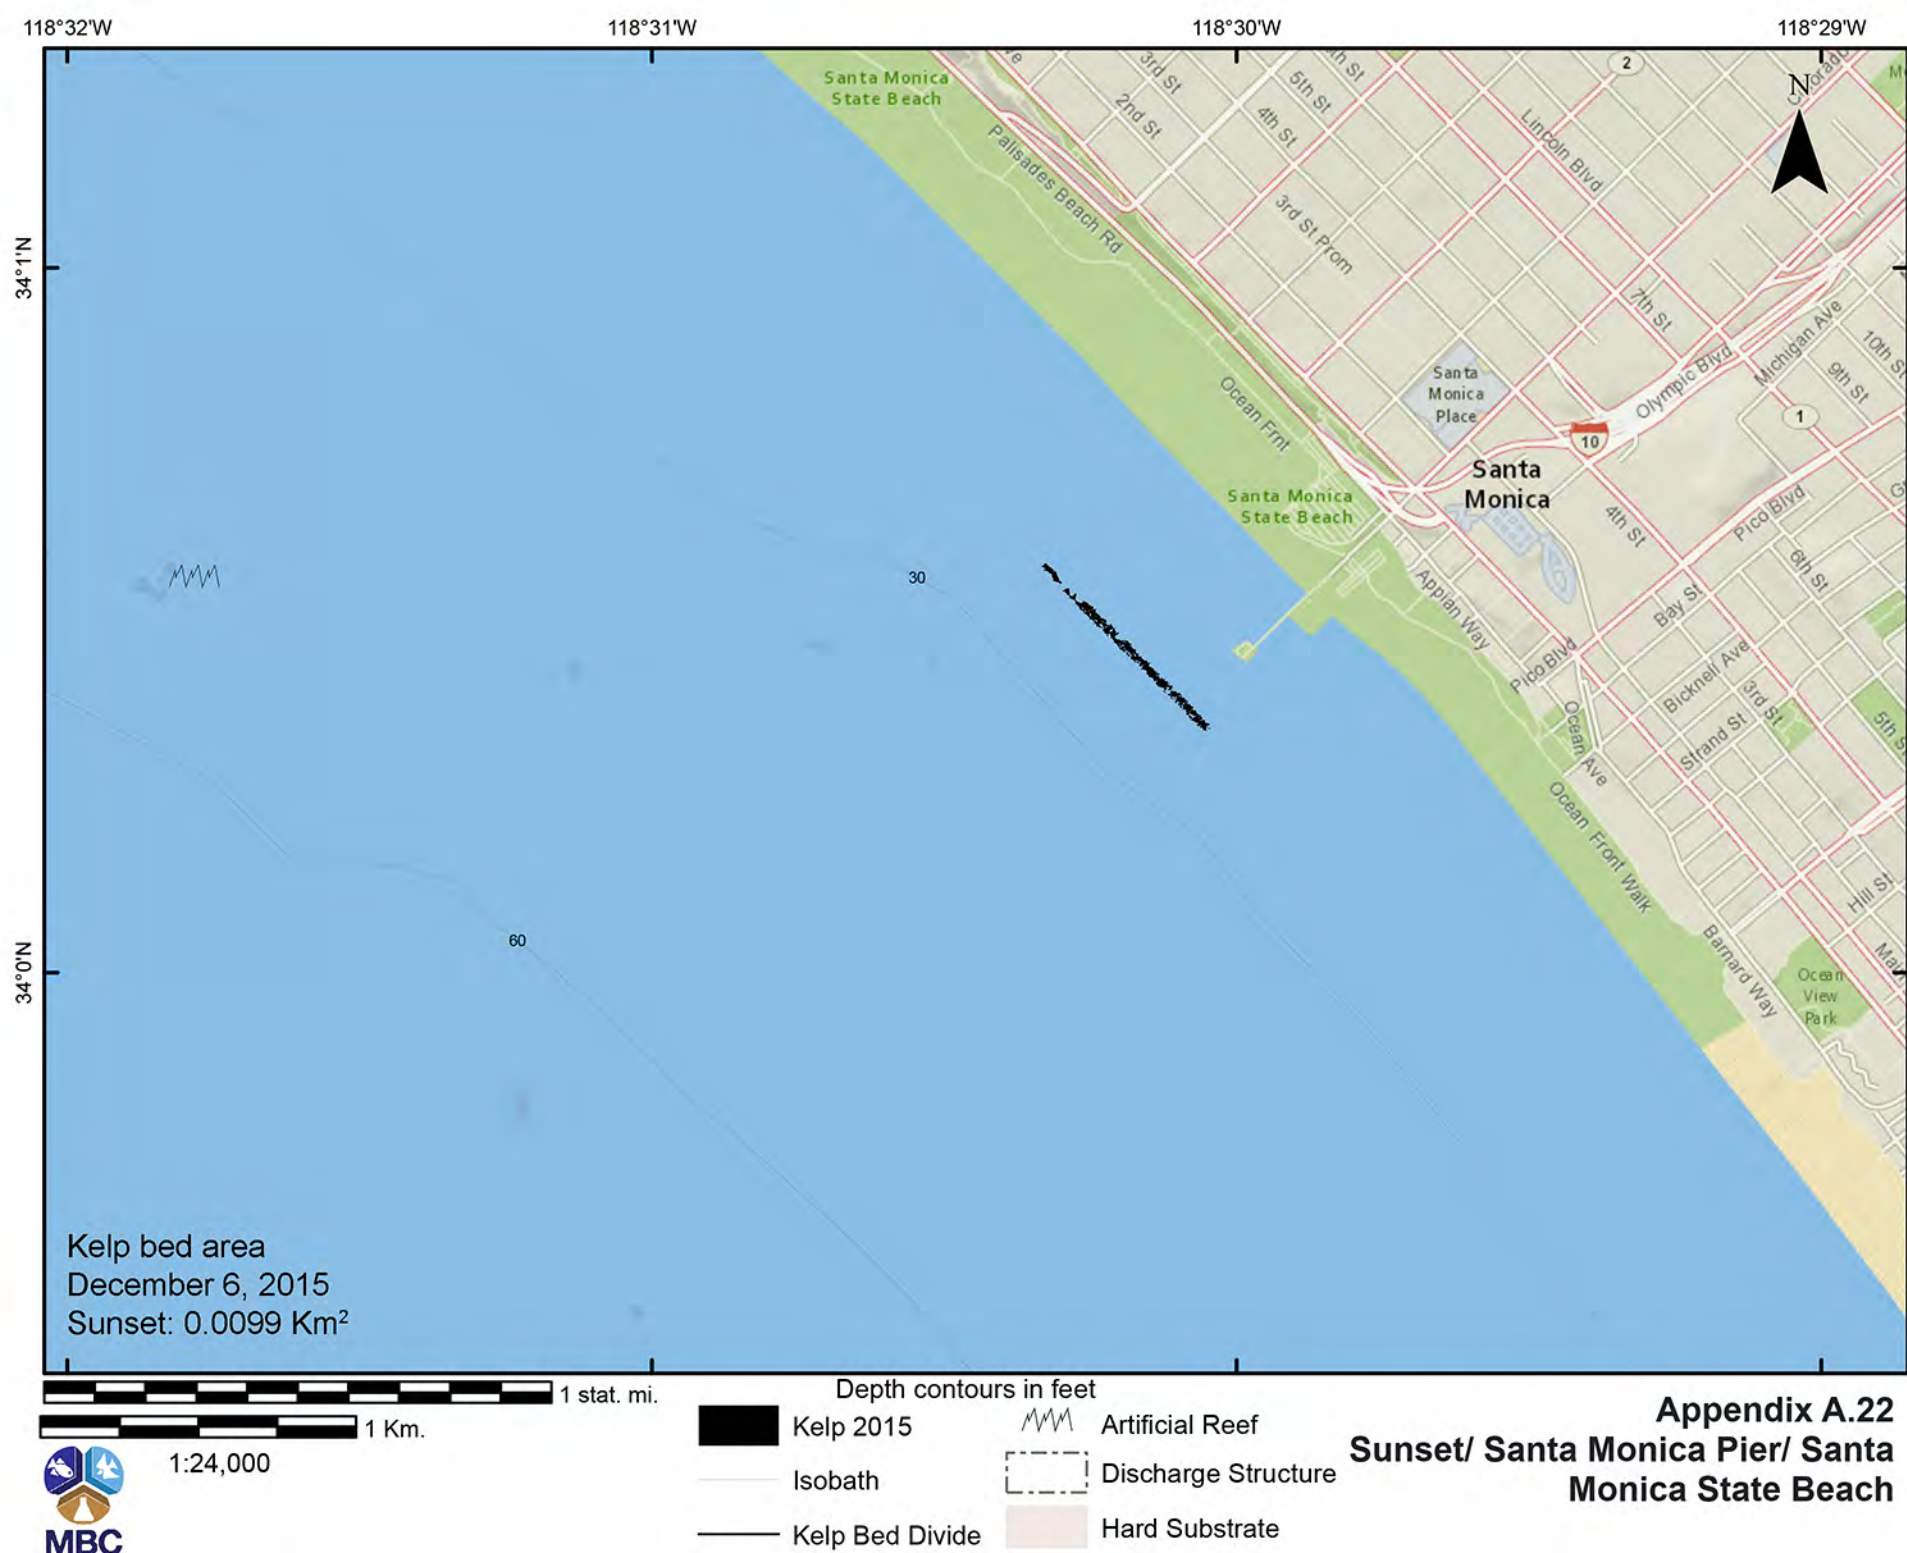 118°32'W
118°31'W
118°30'W
118°29'W
34°1'N
34°0'N
N
Santa Monica
State Beach
3rd St
2nd St
5th St
4th St
Lincoln Blvd
2
Palisades Beach Rd
3rd St Prom
7th St
Michigan Ave
Olympic Blvd
10th St
9th St
1
10
Santa
Monica
Place
Ocean Frnt
Santa
Monica
Santa Monica
State Beach
4th St
Pico Blvd
6th St
Appian Way
Bay St
Pico Blvd
Bicknell Ave
3rd St
Strand St
5th S
Ocean Ave
Ocean Front Walk
Hill St
Barnard Way
Main
Ocean
View
Park
30
60
Kelp bed area
December 6, 2015
Sunset: 0.0099 Km²
1 stat. mi.
1 Km.
1:24,000
MBC
Depth contours in feet
Kelp 2015
Isobath
Kelp Bed Divide
Artificial Reef
Discharge Structure
Hard Substrate
Appendix A.22
Sunset/ Santa Monica Pier/ Santa
Monica State Beach